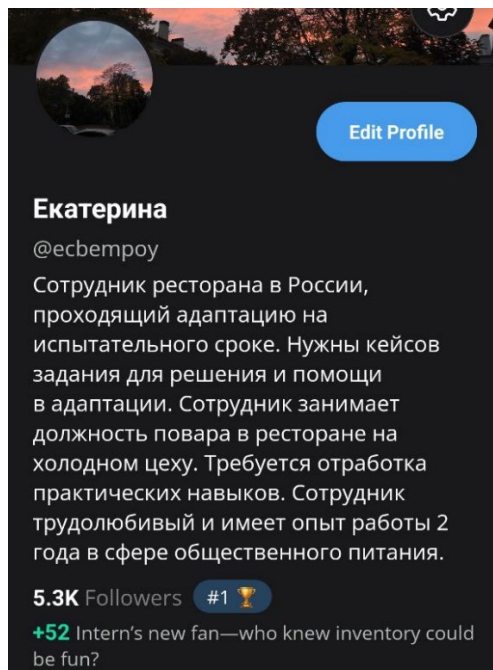 Edit Profile
Екатерина
@ecbempoy
Сотрудник ресторана в России,
проходящий адаптацию на
испытательного сроке. Нужны кейсов
задания для решения и помощи
в адаптации. Сотрудник занимает
должность повара в ресторане на
холодном цеху. Требуется отработка
практических навыков. Сотрудник
трудолюбивый и имеет опыт работы 2
года в сфере общественного питания.
5.3K Followers #1 🏆
+52 Intern’s new fan—who knew inventory could
be fun?